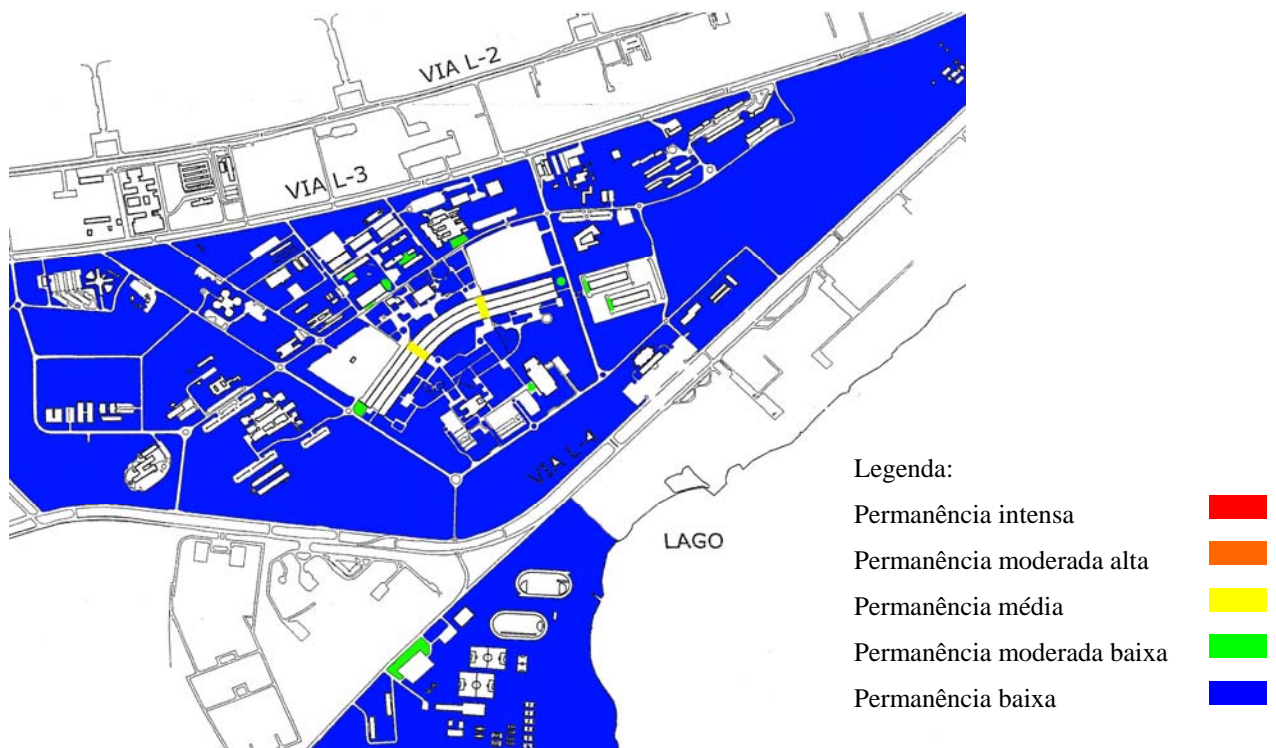 VIA L-2
VIA L-3
VIA L-4
LAGO
Legenda:
Permanência intensa
Permanência moderada alta
Permanência média
Permanência moderada baixa
Permanência baixa